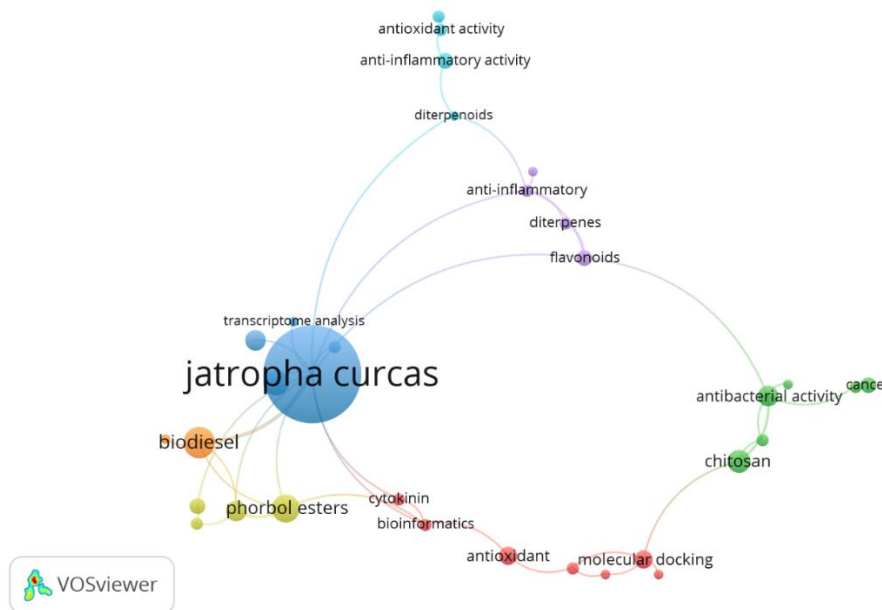 antioxidant activity
anti-inflammatory activity
diterpenoids
anti-inflammatory
diterpenes
flavonoids
transcriptome analysis
jatropha curcas
antibacterial activity
cance
biodiesel
chitosan
phorbol esters
cytokinin
bioinformatics
antioxidant
molecular docking
VOSviewer